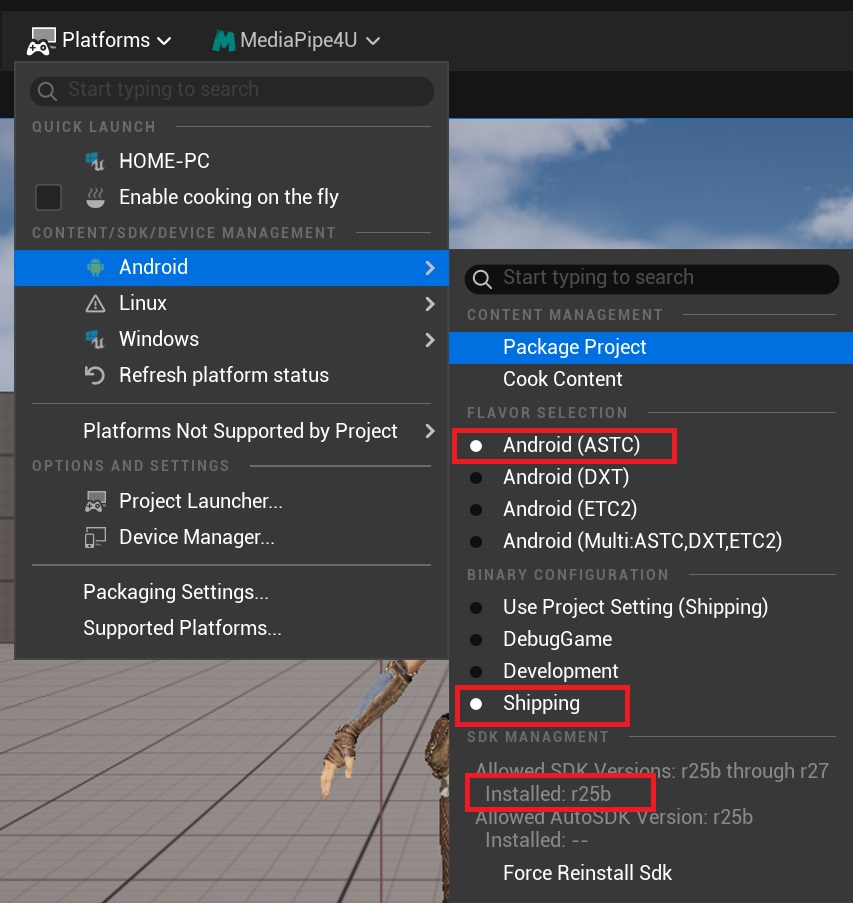 Platforms
MediaPipe4U
Start typing to search
QUICK LAUNCH
HOME-PC
Enable cooking on the fly
CONTENT/SDK/DEVICE MANAGEMENT
Android
Linux
Windows
Refresh platform status
Platforms Not Supported by Project
OPTIONS AND SETTINGS
Project Launcher...
Device Manager...
Packaging Settings...
Supported Platforms...
Start typing to search
CONTENT MANAGEMENT
Package Project
Cook Content
FLAVOR SELECTION
Android (ASTC)
Android (DXT)
Android (ETC2)
Android (Multi:ASTC,DXT,ETC2)
BINARY CONFIGURATION
Use Project Setting (Shipping)
DebugGame
Development
Shipping
SDK MANAGMENT
Allowed SDK Versions: r25b through r27
Installed: r25b
Allowed AutoSDK Version: r25b
Installed: --
Force Reinstall Sdk